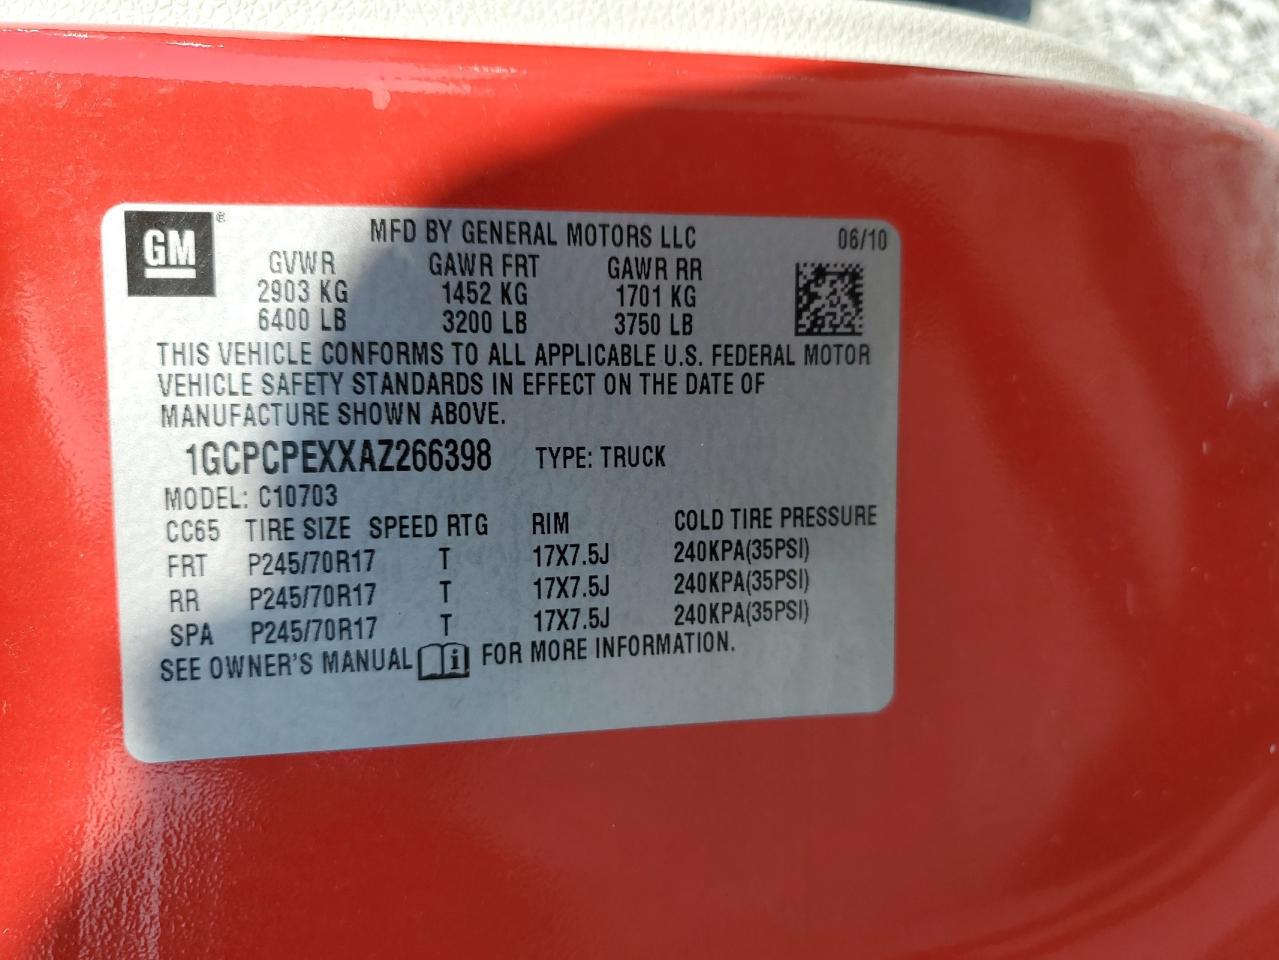 GM ®
MFD BY GENERAL MOTORS LLC 06/10
GVWR GAWR FRT GAWR RR
2903 KG 1452 KG 1701 KG
6400 LB 3200 LB 3750 LB
THIS VEHICLE CONFORMS TO ALL APPLICABLE U.S. FEDERAL MOTOR
VEHICLE SAFETY STANDARDS IN EFFECT ON THE DATE OF
MANUFACTURE SHOWN ABOVE.
1GCPCPEXXAZ266398 TYPE: TRUCK
MODEL: C10703
CC65 TIRE SIZE SPEED RTG RIM COLD TIRE PRESSURE
FRT P245/70R17 T 17X7.5J 240KPA(35PSI)
RR P245/70R17 T 17X7.5J 240KPA(35PSI)
SPA P245/70R17 T 17X7.5J 240KPA(35PSI)
SEE OWNER'S MANUAL i FOR MORE INFORMATION.